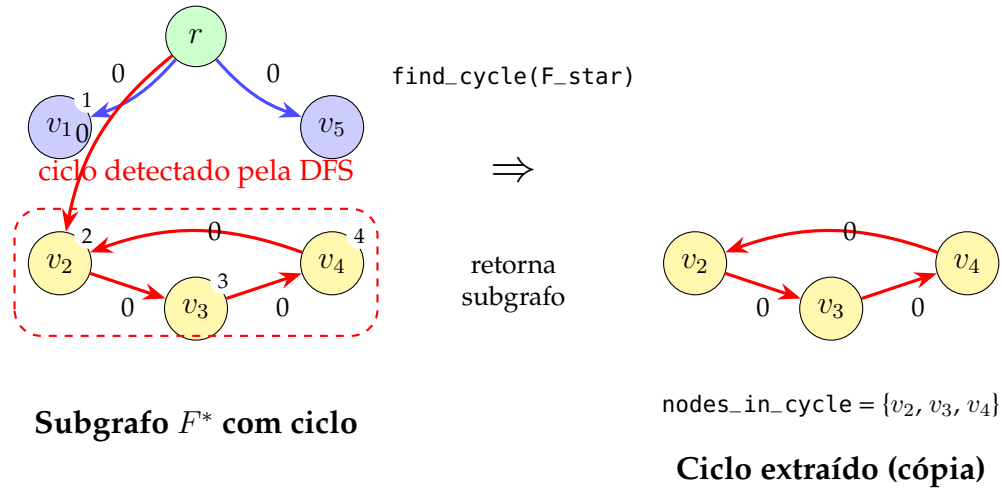 r
0
0
find_cycle(F_star)
1
v₁
0
v₅
ciclo detectado pela DFS
⇒
2
0
4
v₂
v₄
3
0
v₃
0
retorna
subgrafo
0
v₂
v₄
0
v₃
0
Subgrafo F* com ciclo
nodes_in_cycle = {v₂, v₃, v₄}
Ciclo extraído (cópia)